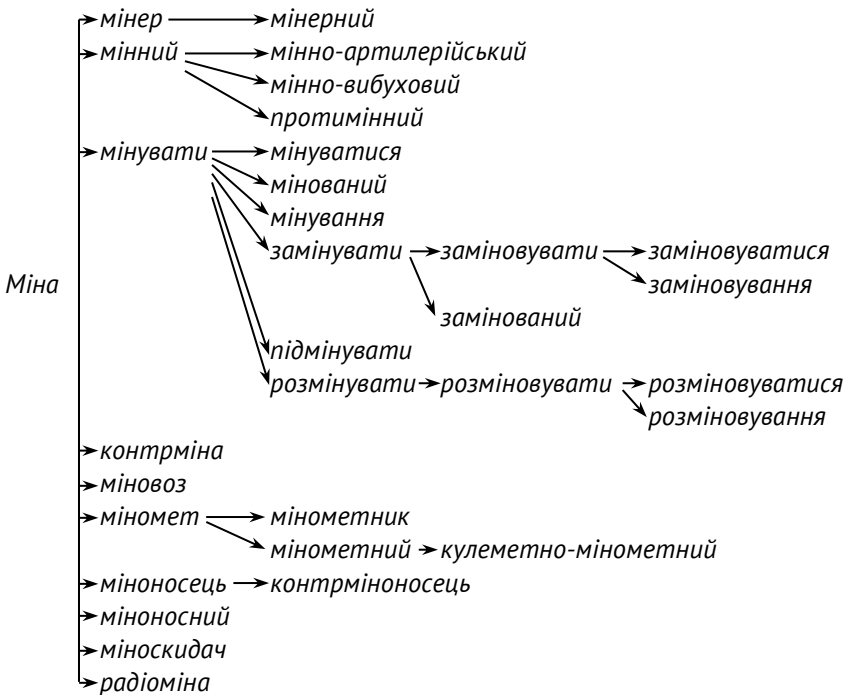 мінер мінерний
мінний мінно-артилерійський
мінно-вибуховий
протимінний
мінувати мінуватися
мінований
мінування
замінувати заміновувати заміновуватися
Міна заміновування
замінований
підмінувати
розмінувати розміновувати розміновуватися
розміновування
контрміна
міновоз
міномет мінометник
мінометний кулеметно-мінометний
міноносець контрміноносець
міноносний
міноскидач
радіоміна